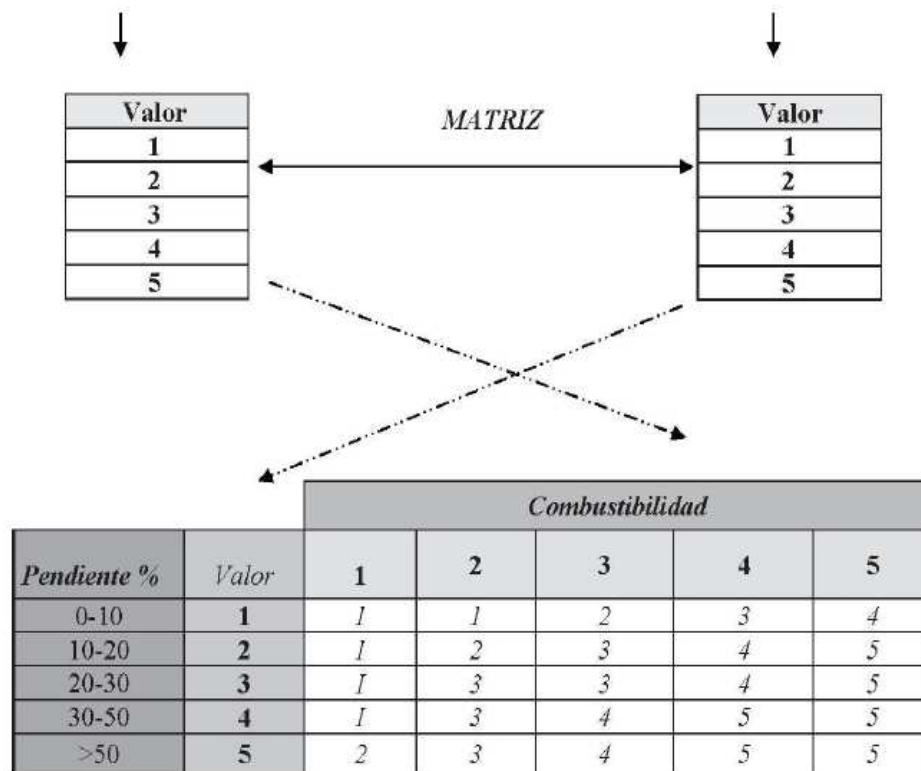 Valor
1
2
3
4
5
MATRIZ
Valor
1
2
3
4
5
Combustibilidad
Pendiente % Valor 1 2 3 4 5
0-10 1 1 1 2 3 4
10-20 2 1 2 3 4 5
20-30 3 1 3 3 4 5
30-50 4 1 3 4 5 5
>50 5 2 3 4 5 5